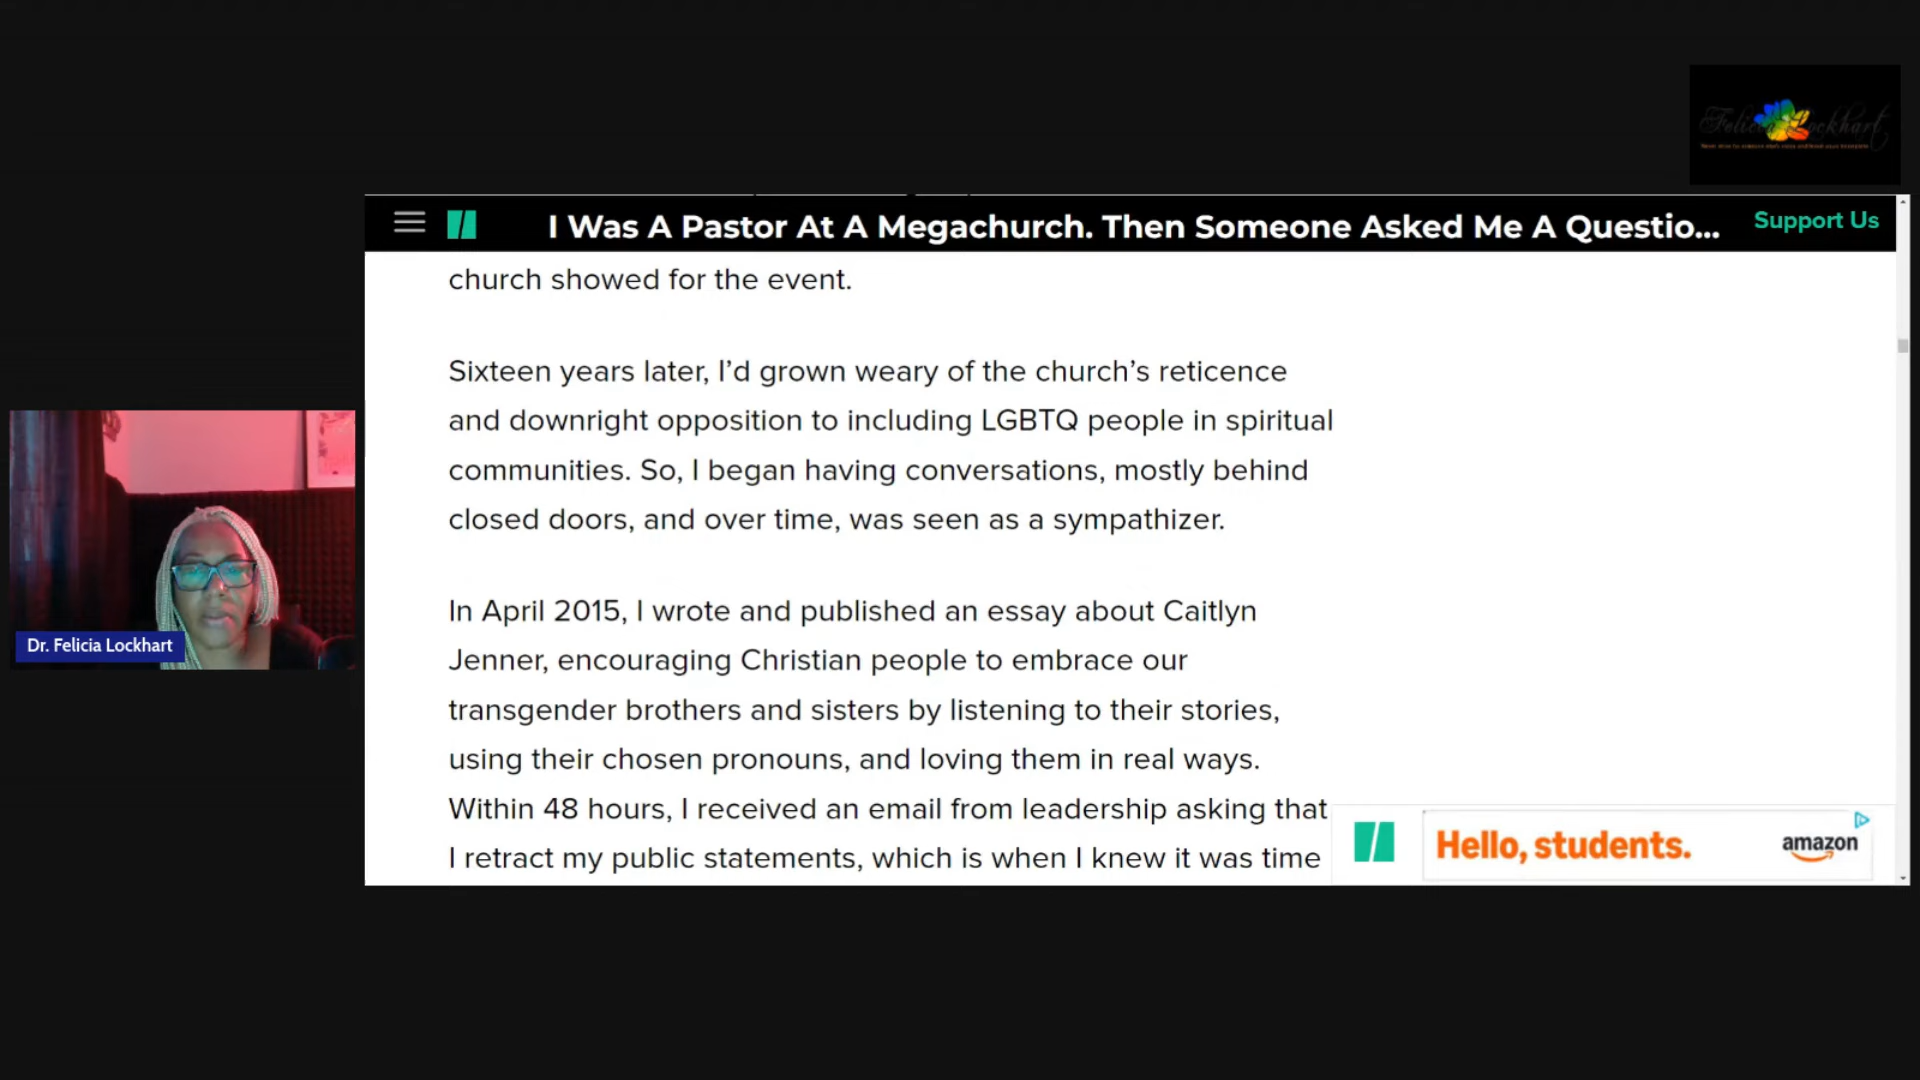 Felicia Lockhart
I Was A Pastor At A Megachurch. Then Someone Asked Me A Questio...
Support Us
church showed for the event.
Sixteen years later, I’d grown weary of the church’s reticence
and downright opposition to including LGBTQ people in spiritual
communities. So, I began having conversations, mostly behind
closed doors, and over time, was seen as a sympathizer.
In April 2015, I wrote and published an essay about Caitlyn
Jenner, encouraging Christian people to embrace our
transgender brothers and sisters by listening to their stories,
using their chosen pronouns, and loving them in real ways.
Within 48 hours, I received an email from leadership asking that
I retract my public statements, which is when I knew it was time
Dr. Felicia Lockhart
Hello, students.
amazon